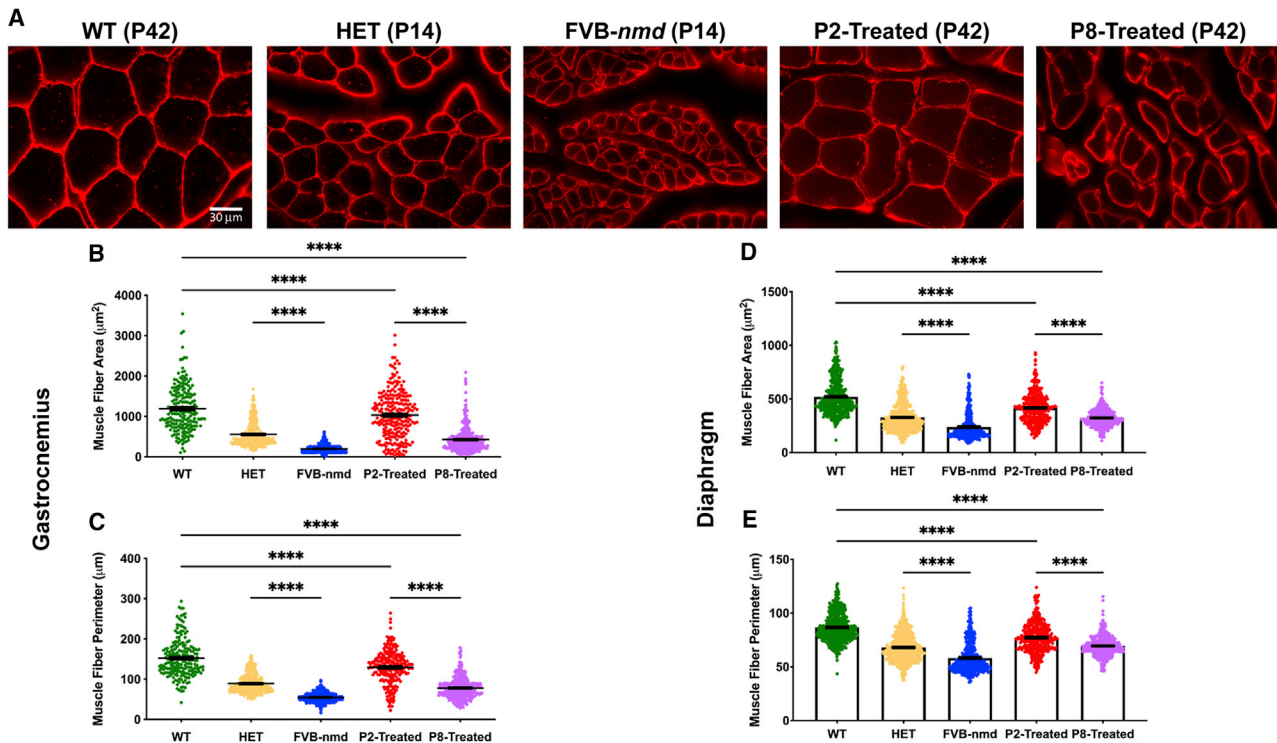 A
WT (P42)
HET (P14)
FVB-nmd (P14)
P2-Treated (P42)
P8-Treated (P42)
30 μm
Gastrocnemius
B
****
****
****
****
Muscle Fiber Area (μm²)
4000
3000
2000
1000
0
WT
HET
FVB-nmd
P2-Treated
P8-Treated
C
****
****
****
****
Muscle Fiber Perimeter (μm)
400
300
200
100
0
WT
HET
FVB-nmd
P2-Treated
P8-Treated
Diaphragm
D
****
****
****
****
Muscle Fiber Area (μm²)
1500
1000
500
0
WT
HET
FVB-nmd
P2-Treated
P8-Treated
E
****
****
****
****
Muscle Fiber Perimeter (μm)
150
100
50
0
WT
HET
FVB-nmd
P2-Treated
P8-Treated